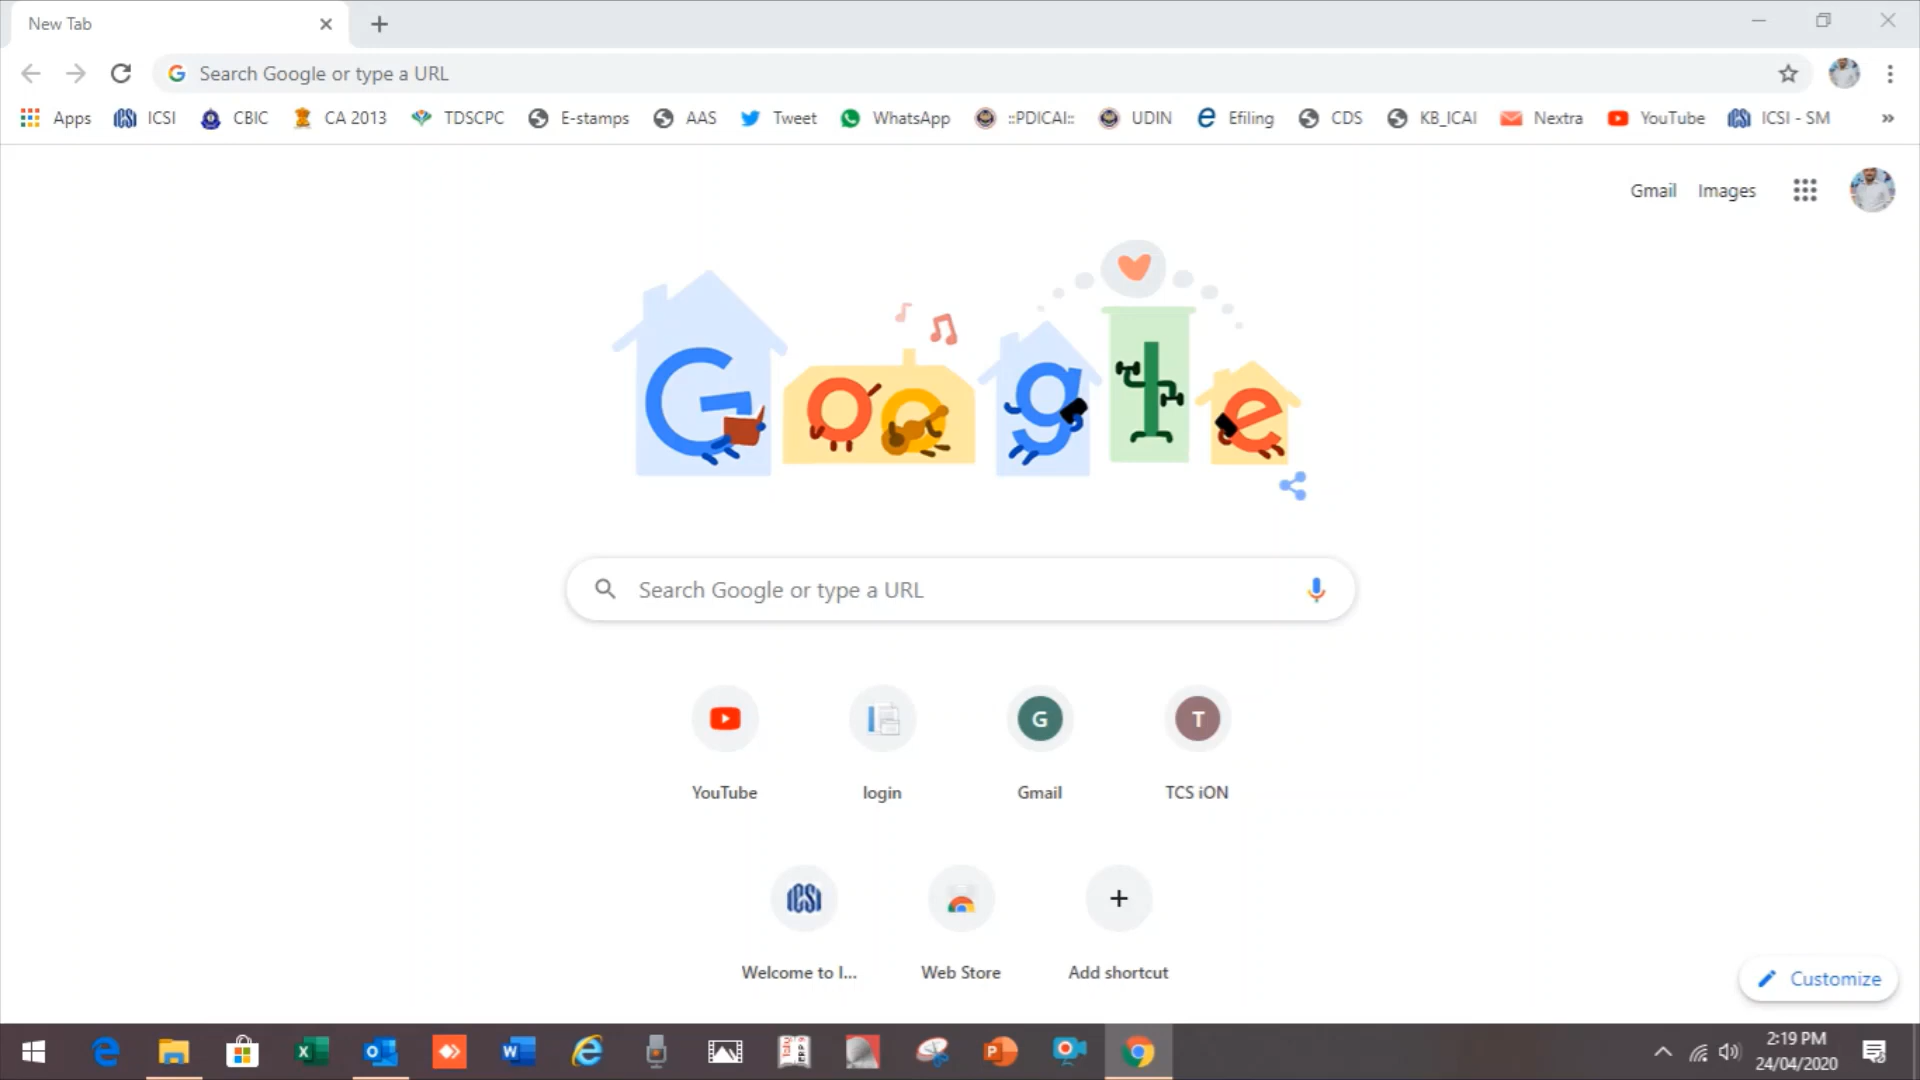 New Tab
Search Google or type a URL
Apps ICSI CBIC CA 2013 TDSCPC E-stamps AAS Tweet WhatsApp ::PDICAI:: UDIN Efiling CDS KB_ICAI Nextra YouTube ICSI - SM »
Gmail Images
Google
Search Google or type a URL
G T
YouTube login Gmail TCS iON
ICSI
Welcome to I... Web Store Add shortcut
Customize
2:19 PM
24/04/2020